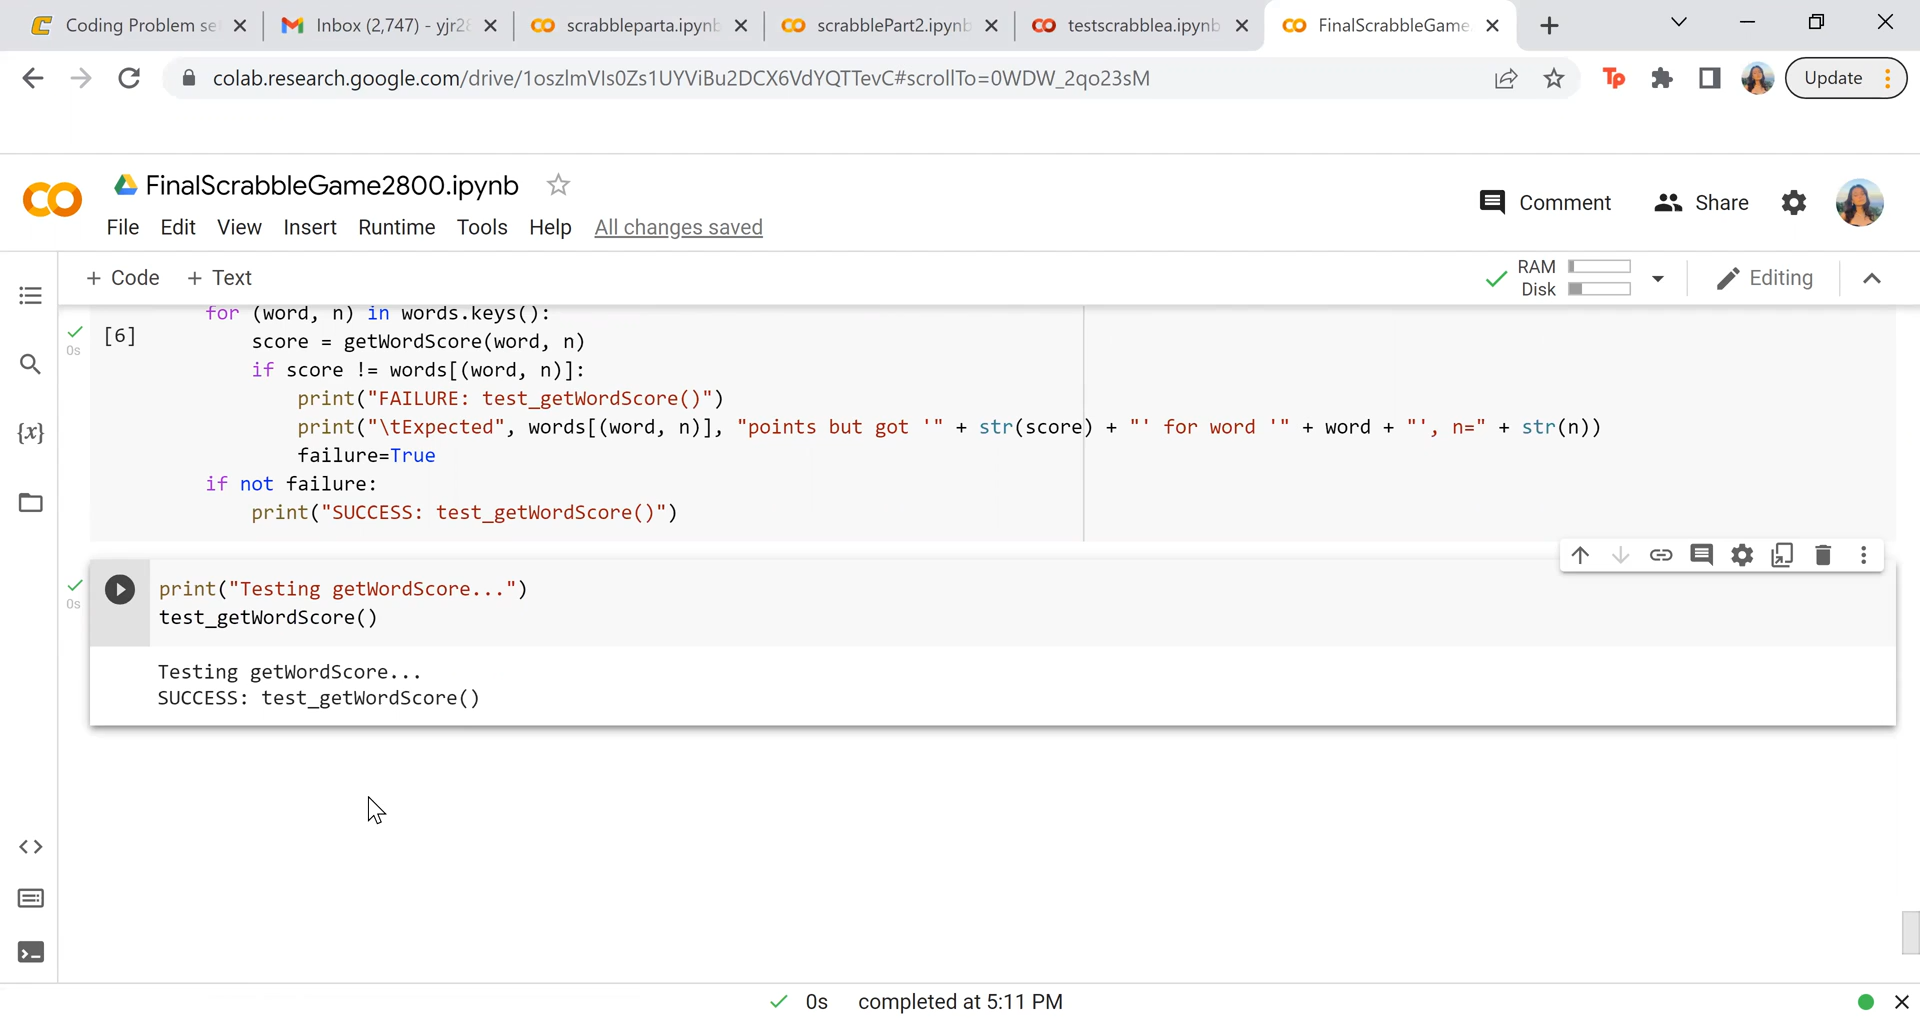 Coding Problem se
Inbox (2,747) - yjr28
scrabbleparta.ipynb
scrabblePart2.ipynb
testscrabblea.ipynb
FinalScrabbleGame
colab.research.google.com/drive/1oszlmVIs0Zs1UYViBu2DCX6VdYQTTevC#scrollTo=0WDW_2qo23sM
Tp
Update
FinalScrabbleGame2800.ipynb
Comment
Share
File Edit View Insert Runtime Tools Help All changes saved
+ Code + Text
RAM
Disk
Editing
for (word, n) in words.keys():
[6]
0s
score = getWordScore(word, n)
if score != words[(word, n)]:
print("FAILURE: test_getWordScore()")
print("\tExpected", words[(word, n)], "points but got '" + str(score) + "' for word '" + word + "', n=" + str(n))
failure=True
if not failure:
print("SUCCESS: test_getWordScore()")
0s
print("Testing getWordScore...")
test_getWordScore()
Testing getWordScore...
SUCCESS: test_getWordScore()
{x}
0s completed at 5:11 PM